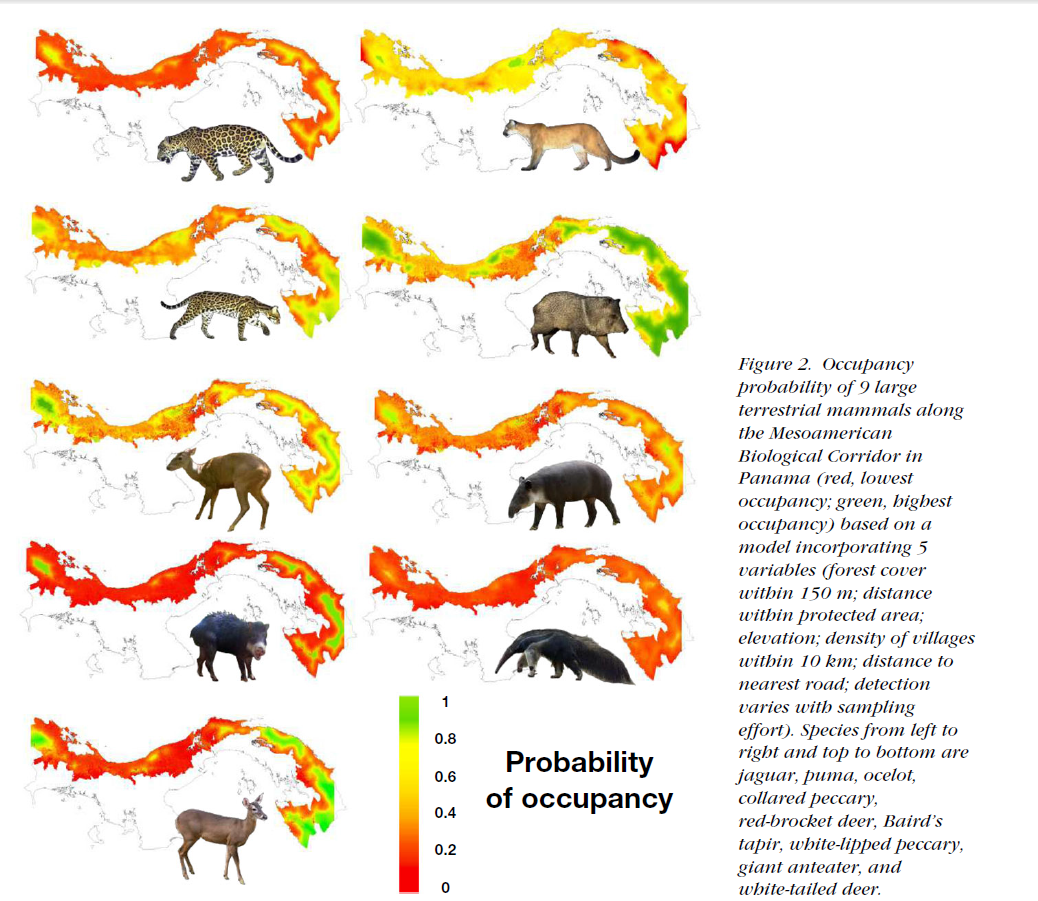 Figure 2. Occupancy
probability of 9 large
terrestrial mammals along
the Mesoamerican
Biological Corridor in
Panama (red, lowest
occupancy; green, highest
occupancy) based on a
model incorporating 5
variables (forest cover
within 150 m; distance
within protected area;
elevation; density of villages
within 10 km; distance to
nearest road; detection
varies with sampling
effort). Species from left to
right and top to bottom are
jaguar, puma, ocelot,
collared peccary,
red-brocket deer, Baird's
tapir, white-lipped peccary,
giant anteater, and
white-tailed deer.
1
0.8
0.6
0.4
0.2
0
Probability
of occupancy